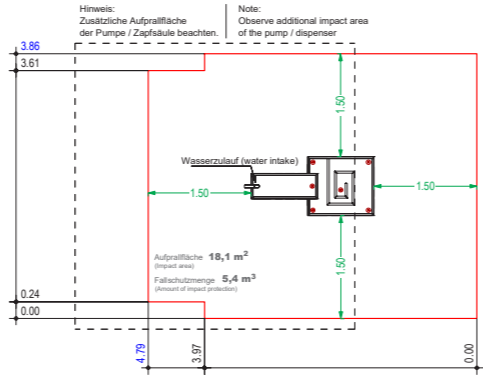 Hinweis:
Zusätzliche Aufprallfläche
der Pumpe / Zapfsäule beachten.
Note:
Observe additional impact area
of the pump / dispenser
3.86
3.61
1.50
Wasserzulauf (water intake)
1.50
1.50
1.50
Aufprallfläche 18,1 m²
(Impact area)
Fallschutzmenge 5,4 m³
(Amount of impact protection)
0.24
0.00
4.79
3.97
0.00